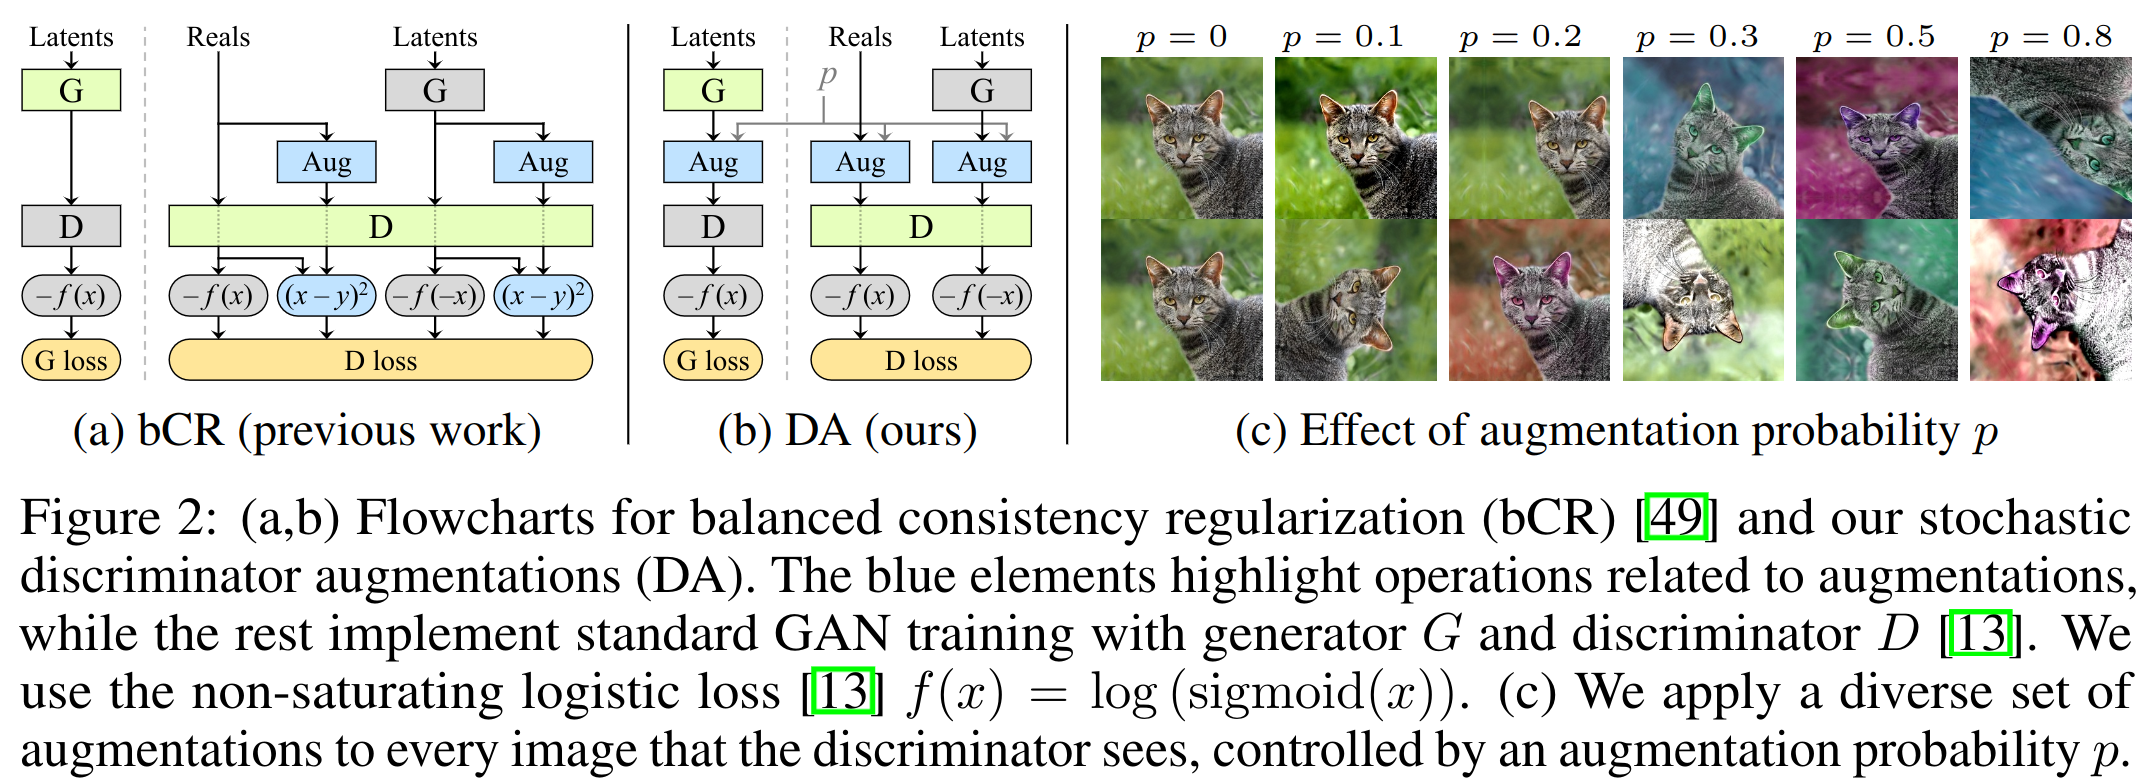 Latents Reals Latents Latents Reals Latents p = 0 p = 0.1 p = 0.2 p = 0.3 p = 0.5 p = 0.8
G G G p G
Aug Aug Aug Aug Aug
D D D D
−f(x) −f(x) (x−y)² −f(−x) (x−y)² −f(x) −f(x) −f(−x)
G loss D loss G loss D loss
(a) bCR (previous work) (b) DA (ours) (c) Effect of augmentation probability p
Figure 2: (a,b) Flowcharts for balanced consistency regularization (bCR) [49] and our stochastic
discriminator augmentations (DA). The blue elements highlight operations related to augmentations,
while the rest implement standard GAN training with generator G and discriminator D [13]. We
use the non-saturating logistic loss [13] f(x) = log (sigmoid(x)). (c) We apply a diverse set of
augmentations to every image that the discriminator sees, controlled by an augmentation probability p.